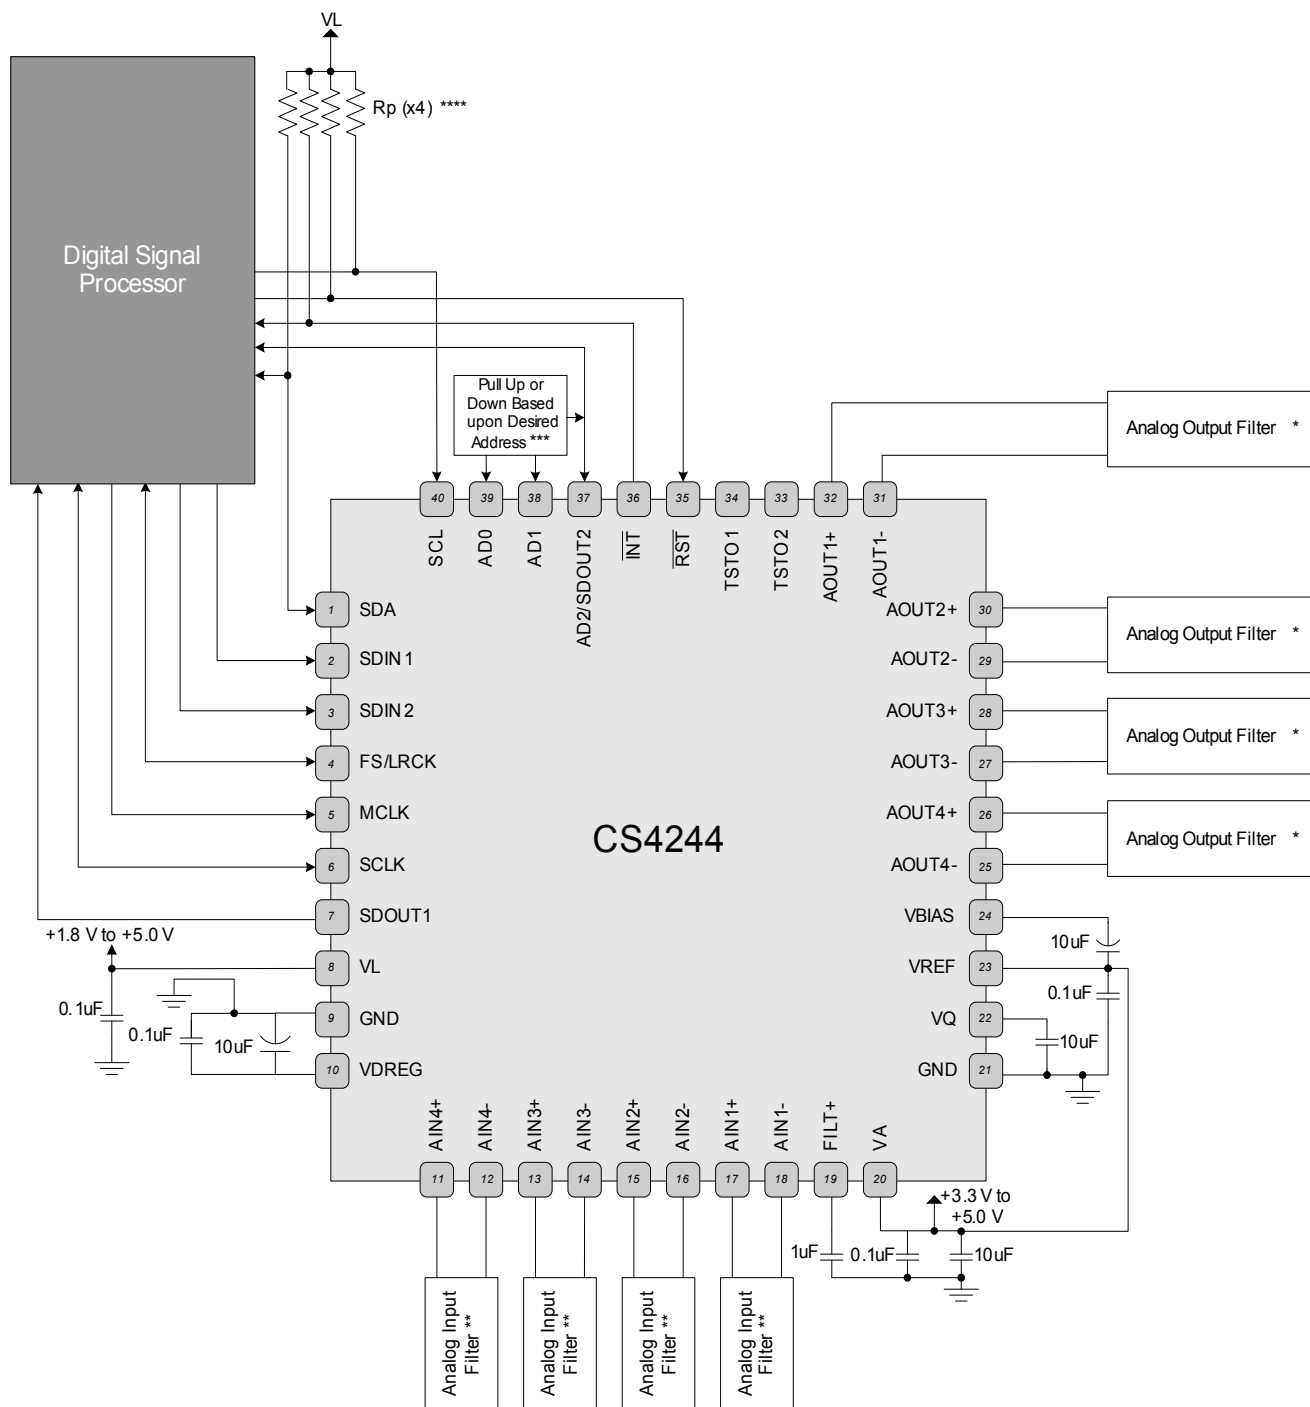 VL
Rp (x4) ****
Digital Signal
Processor
Pull Up or
Down Based
upon Desired
Address ***
Analog Output Filter *
40
39
38
37
36
35
34
33
32
31
SCL
AD0
AD1
AD2/SDOUT2
INT
RST
TSTO1
TSTO2
AOUT1+
AOUT1-
1 SDA
2 SDIN1
3 SDIN2
4 FS/LRCK
5 MCLK
6 SCLK
7 SDOUT1
8 VL
9 GND
10 VDREG
CS4244
AOUT2+ 30
AOUT2- 29
AOUT3+ 28
AOUT3- 27
AOUT4+ 26
AOUT4- 25
VBIAS 24
VREF 23
VQ 22
GND 21
Analog Output Filter *
Analog Output Filter *
Analog Output Filter *
+1.8 V to +5.0 V
0.1uF
0.1uF
10uF
10uF
0.1uF
10uF
AIN4+
AIN4-
AIN3+
AIN3-
AIN2+
AIN2-
AIN1+
AIN1-
FILT+
VA
11
12
13
14
15
16
17
18
19
20
+3.3 V to
+5.0 V
1uF
0.1uF
10uF
Analog Input
Filter **
Analog Input
Filter **
Analog Input
Filter **
Analog Input
Filter **